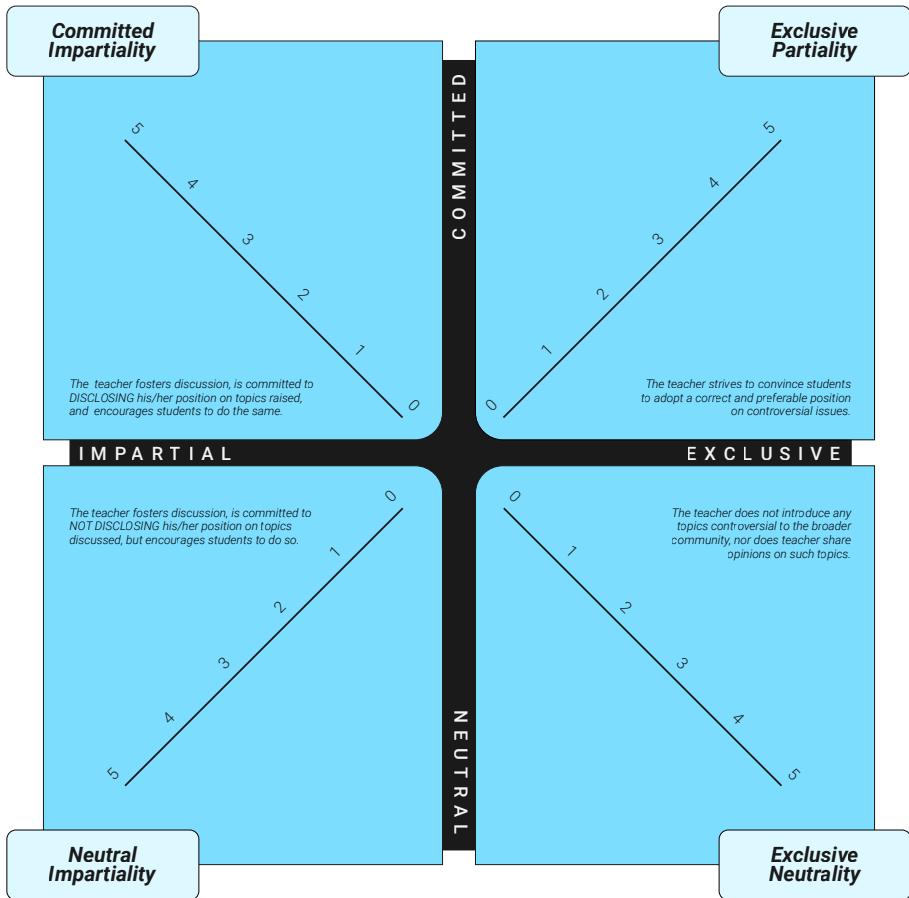 Committed
Impartiality
Exclusive
Partiality
COMMITTED
5
4
3
2
1
0
5
4
3
2
1
0
The teacher fosters discussion, is committed to
DISCLOSING his/her position on topics raised,
and encourages students to do the same.
The teacher strives to convince students
to adopt a correct and preferable position
on controversial issues.
IMPARTIAL
EXCLUSIVE
0
1
2
3
4
5
0
1
2
3
4
5
The teacher fosters discussion, is committed to
NOT DISCLOSING his/her position on topics
discussed, but encourages students to do so.
The teacher does not introduce any
topics controversial to the broader
community, nor does teacher share
opinions on such topics.
NEUTRAL
Neutral
Impartiality
Exclusive
Neutrality